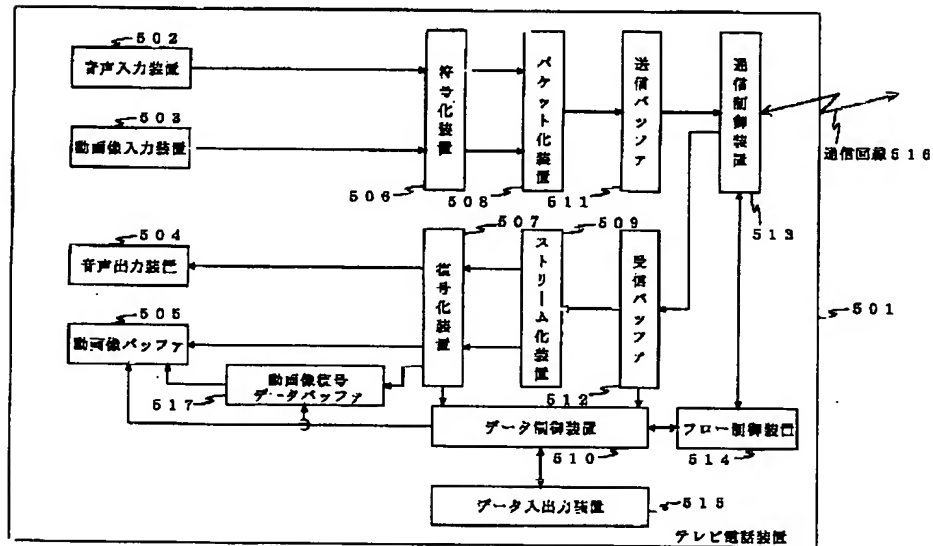 502
音声入力装置
503
動画像入力装置
符号化装置
506
パケット化装置
508
送信バッファ
511
通信制御装置
通信回線516
513
504
音声出力装置
505
動画像バッファ
507
復号化装置
509
ストリーム化装置
受信バッファ
512
501
動画像復号
データバッファ
517
データ制御装置
510
フロー制御装置
514
データ入出力装置
515
テレビ電話装置